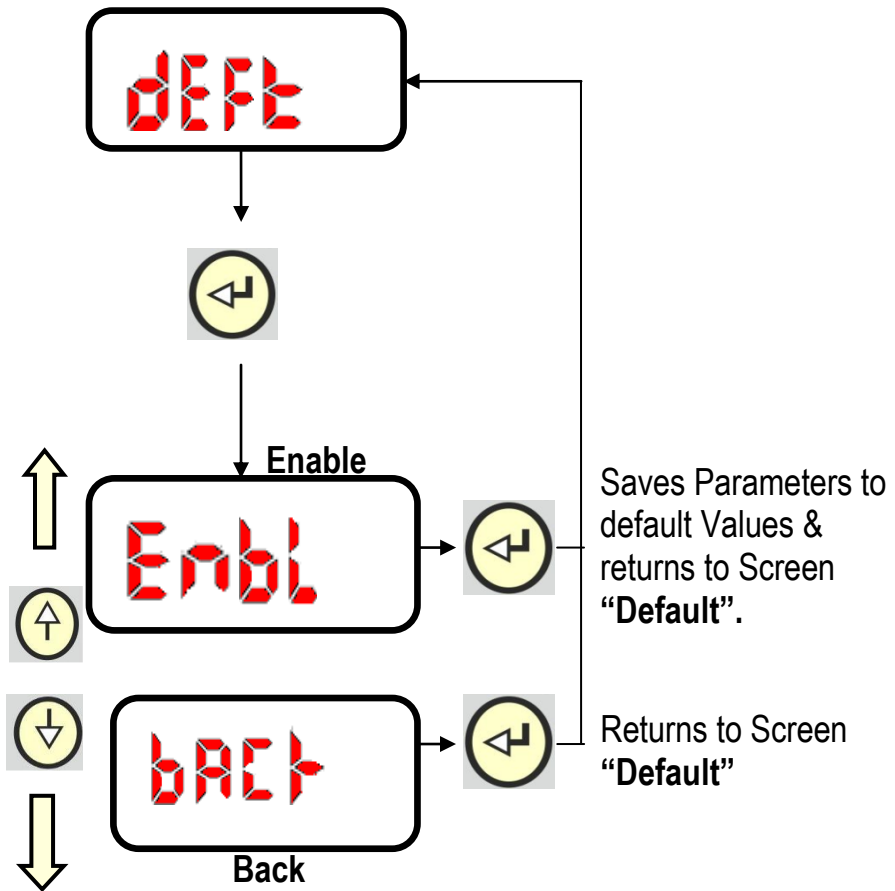 dEFt
Enable
EnbL
Saves Parameters to
default Values &
returns to Screen
“Default”.
bACk
Returns to Screen
“Default”
Back